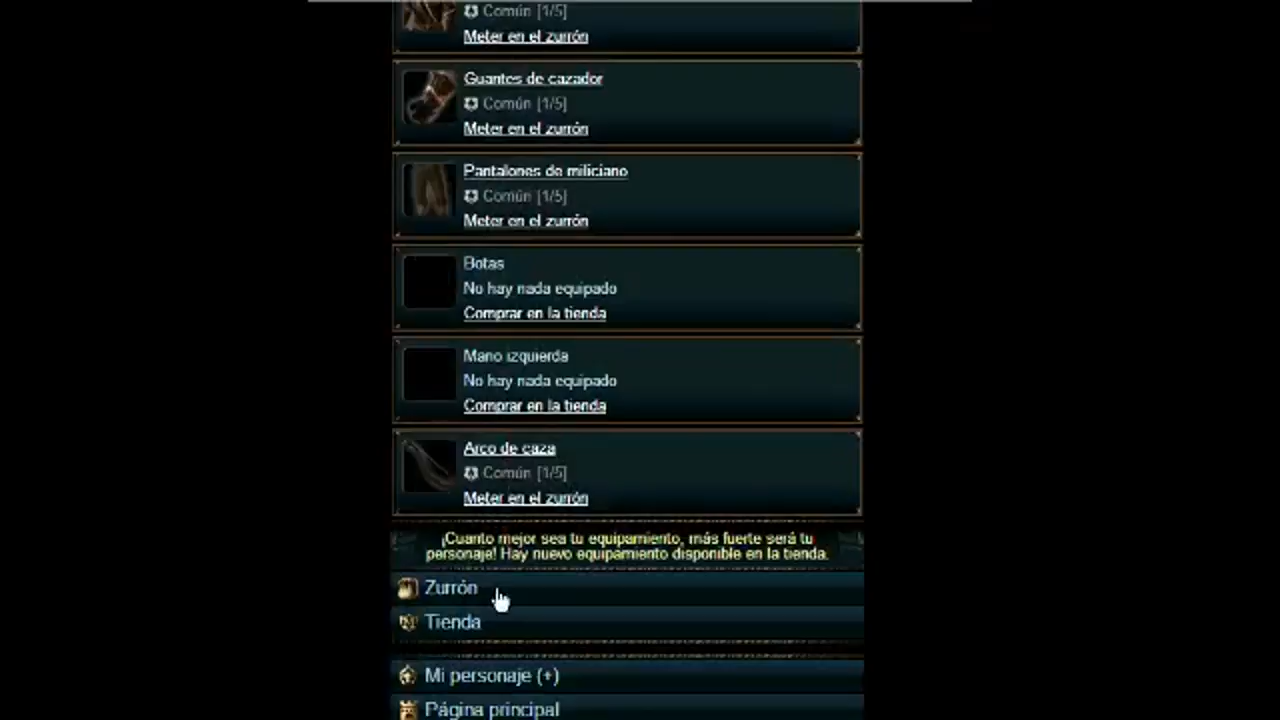 Común [1/5]
Meter en el zurrón
Guantes de cazador
Común [1/5]
Meter en el zurrón
Pantalones de miliciano
Común [1/5]
Meter en el zurrón
Botas
No hay nada equipado
Comprar en la tienda
Mano izquierda
No hay nada equipado
Comprar en la tienda
Arco de caza
Común [1/5]
Meter en el zurrón
¡Cuanto mejor sea tu equipamiento, más fuerte será tu
personaje! Hay nuevo equipamiento disponible en la tienda.
Zurrón
Tienda
Mi personaje (+)
Página principal